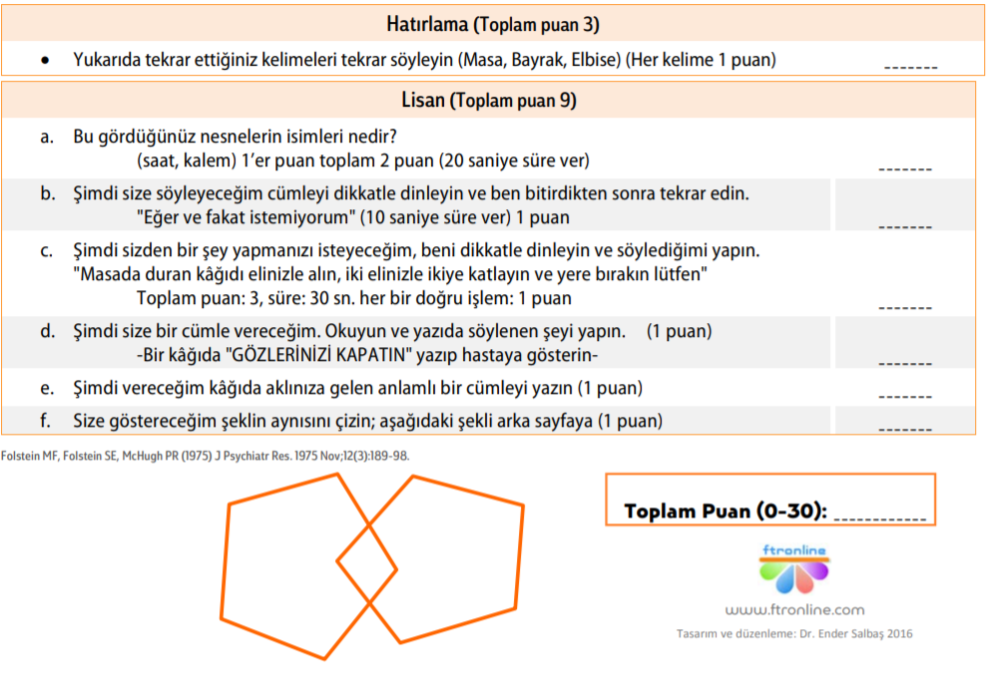 Hatırlama (Toplam puan 3)
• Yukarıda tekrar ettiğiniz kelimeleri tekrar söyleyin (Masa, Bayrak, Elbise) (Her kelime 1 puan) _______
Lisan (Toplam puan 9)
a. Bu gördüğünüz nesnelerin isimleri nedir?
(saat, kalem) 1’er puan toplam 2 puan (20 saniye süre ver) _______
b. Şimdi size söyleyeceğim cümleyi dikkatle dinleyin ve ben bitirdikten sonra tekrar edin.
"Eğer ve fakat istemiyorum" (10 saniye süre ver) 1 puan _______
c. Şimdi sizden bir şey yapmanızı isteyeceğim, beni dikkatle dinleyin ve söylediğimi yapın.
"Masada duran kâğıdı elinizle alın, iki elinizle ikiye katlayın ve yere bırakın lütfen"
Toplam puan: 3, süre: 30 sn. her bir doğru işlem: 1 puan _______
d. Şimdi size bir cümle vereceğim. Okuyun ve yazıda söylenen şeyi yapın. (1 puan)
-Bir kâğıda "GÖZLERİNİZİ KAPATIN" yazıp hastaya gösterin- _______
e. Şimdi vereceğim kâğıda aklınıza gelen anlamlı bir cümleyi yazın (1 puan) _______
f. Size göstereceğim şeklin aynısını çizin; aşağıdaki şekli arka sayfaya (1 puan) _______
Folstein MF, Folstein SE, McHugh PR (1975) J Psychiatr Res. 1975 Nov;12(3):189-98.
Toplam Puan (0-30): ____________
ftronline
www.ftronline.com
Tasarım ve düzenleme: Dr. Ender Salbaş 2016